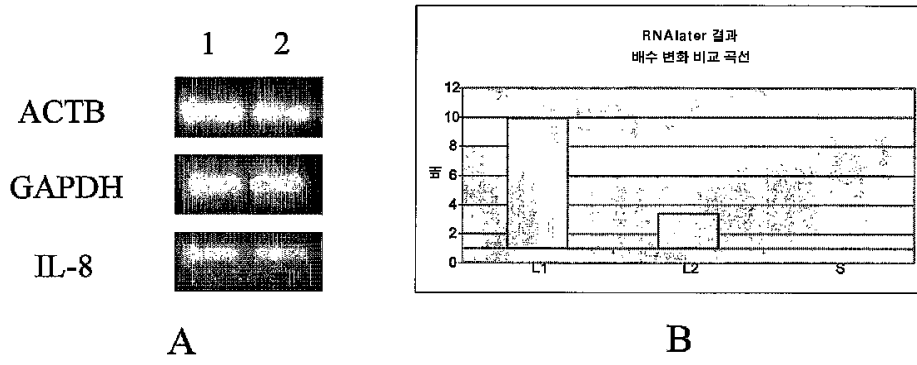 1 2
ACTB
GAPDH
IL-8
A
RNAlater 결과
배수 변화 비교 곡선
12
10
8
배 6
4
2
0
L1 L2 S
B